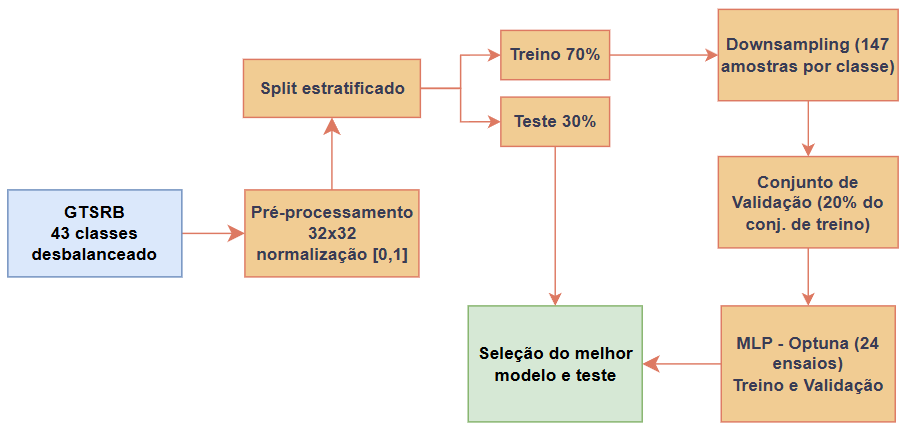 GTSRB
43 classes
desbalanceado
Pré-processamento
32x32
normalização [0,1]
Split estratificado
Treino 70%
Teste 30%
Downsampling (147
amostras por classe)
Conjunto de
Validação (20% do
conj. de treino)
MLP - Optuna (24
ensaios)
Treino e Validação
Seleção do melhor
modelo e teste